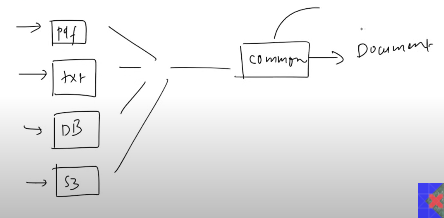 pdf
txt
DB
S3
common
Document